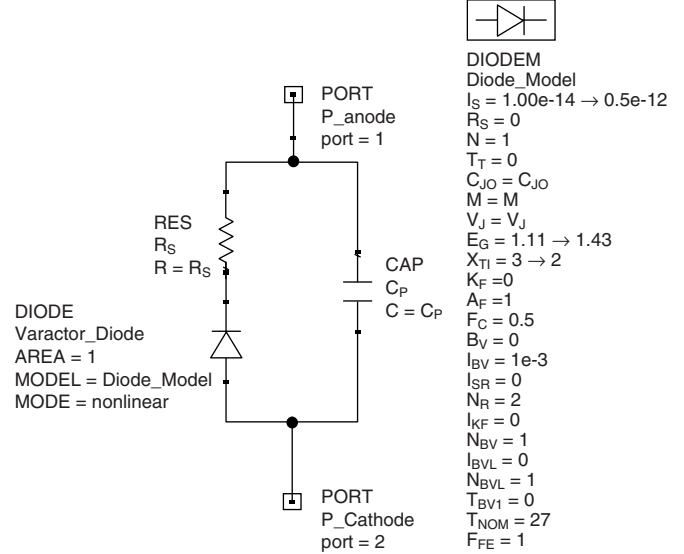 PORT
P_anode
port = 1
RES
R_S
R = R_S
CAP
C_P
C = C_P
DIODE
Varactor_Diode
AREA = 1
MODEL = Diode_Model
MODE = nonlinear
PORT
P_Cathode
port = 2
DIODEM
Diode_Model
I_S = 1.00e-14 → 0.5e-12
R_S = 0
N = 1
T_T = 0
C_JO = C_JO
M = M
V_J = V_J
E_G = 1.11 → 1.43
X_TI = 3 → 2
K_F =0
A_F =1
F_C = 0.5
B_V = 0
I_BV = 1e-3
I_SR = 0
N_R = 2
I_KF = 0
N_BV = 1
I_BVL = 0
N_BVL = 1
T_BV1 = 0
T_NOM = 27
F_FE = 1